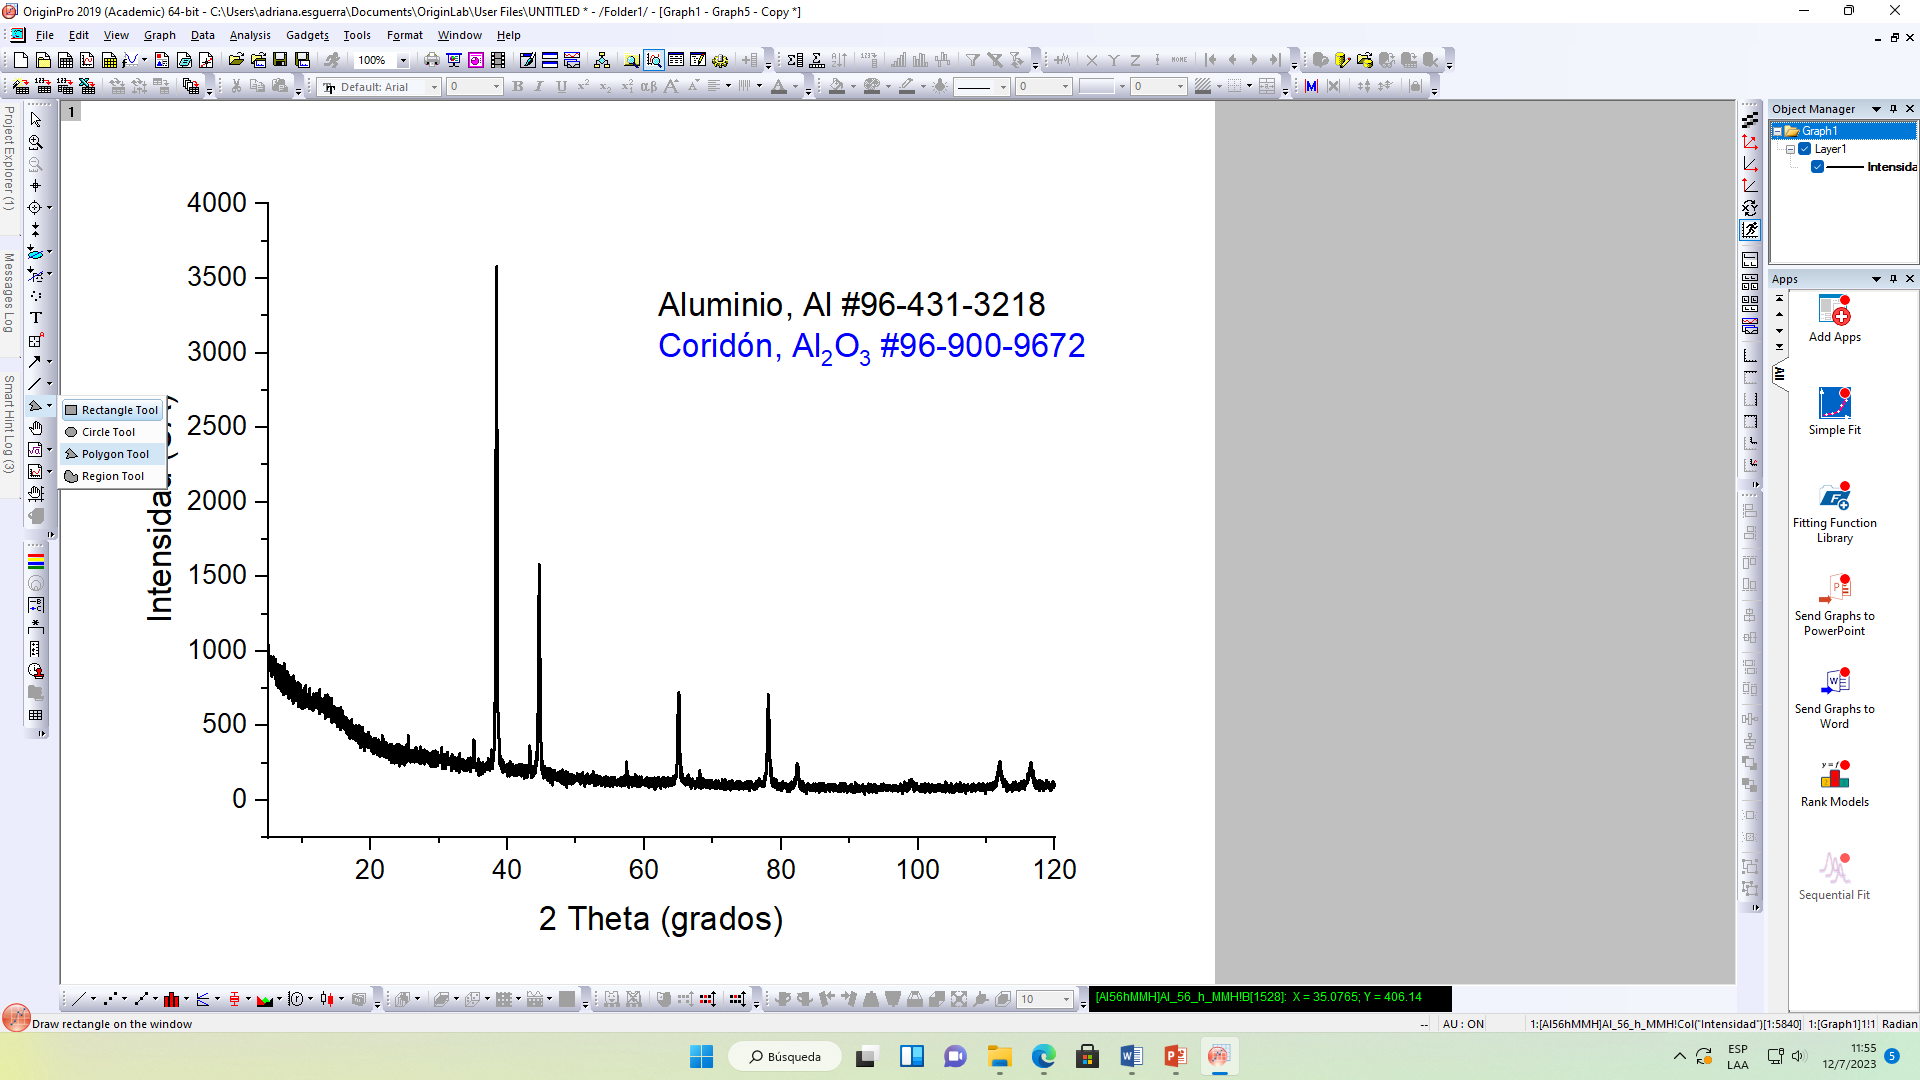 OriginPro 2019 (Academic) 64-bit - C:\Users\adriana.esguerra\Documents\OriginLab\User Files\UNTITLED * - /Folder1/ - [Graph1 - Graph5 - Copy *]
File Edit View Graph Data Analysis Gadgets Tools Format Window Help
100%
Default: Arial 0 B I U 0 0
Project Explorer (1)
Messages Log
Smart Hint Log (3)
1
Rectangle Tool
Circle Tool
Polygon Tool
Region Tool
4000
3500
3000
2500
2000
1500
1000
500
0
Intensidad
Aluminio, Al #96-431-3218
Coridón, Al2O3 #96-900-9672
20 40 60 80 100 120
2 Theta (grados)
Object Manager
Graph1
Layer1
Intensida
Apps
All
Add Apps
Simple Fit
Fitting Function
Library
Send Graphs to
PowerPoint
Send Graphs to
Word
Rank Models
Sequential Fit
10
[Al56hMMH]Al_56_h_MMH!B[1528]: X = 35.0765; Y = 406.14
Draw rectangle on the window
-- AU : ON 1:[Al56hMMH]Al_56_h_MMH!Col("Intensidad")[1:5840] 1:[Graph1]1!1 Radian
Búsqueda
ESP
LAA
11:55
12/7/2023
5